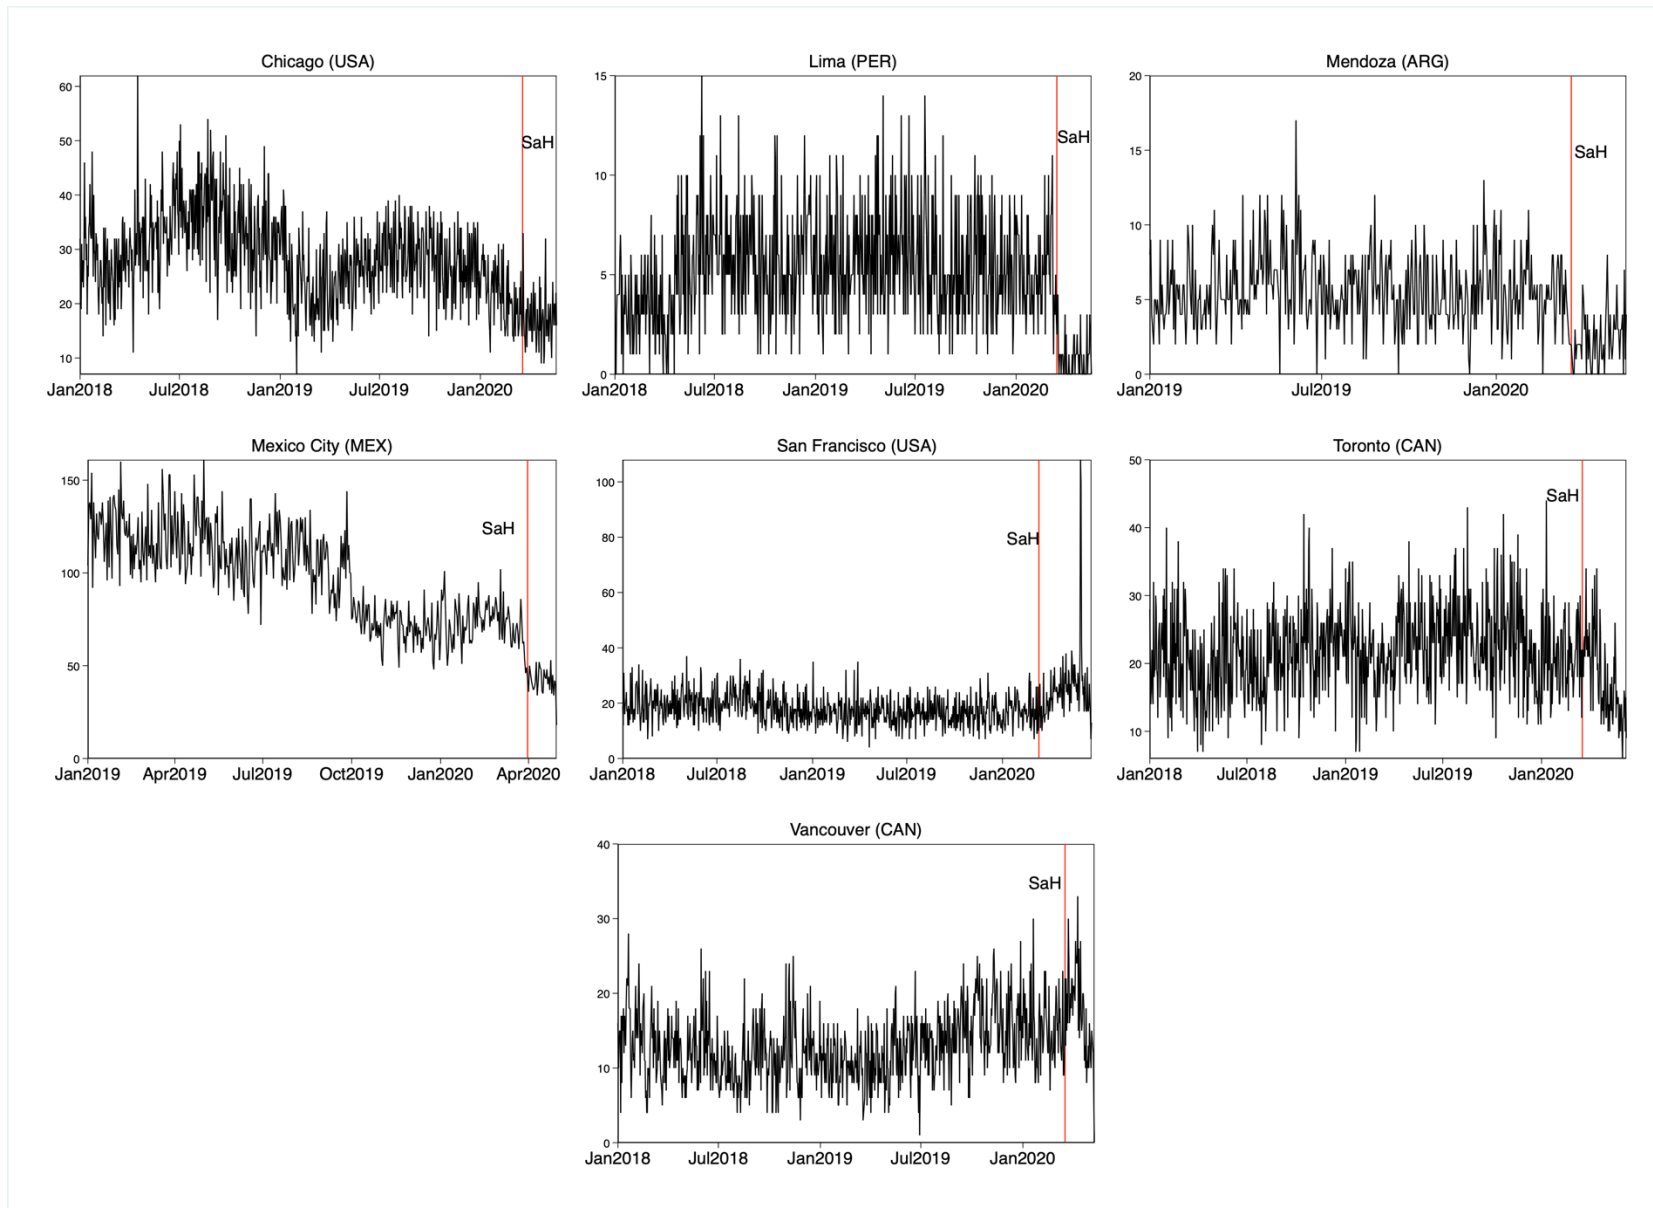 Chicago (USA)
60
50
SaH
40
30
20
10
Jan2018 Jul2018 Jan2019 Jul2019 Jan2020
Lima (PER)
15
SaH
10
5
0
Jan2018 Jul2018 Jan2019 Jul2019 Jan2020
Mendoza (ARG)
20
15
SaH
10
5
0
Jan2019 Jul2019 Jan2020
Mexico City (MEX)
150
SaH
100
50
0
Jan2019 Apr2019 Jul2019 Oct2019 Jan2020 Apr2020
San Francisco (USA)
100
80
SaH
60
40
20
0
Jan2018 Jul2018 Jan2019 Jul2019 Jan2020
Toronto (CAN)
50
SaH
40
30
20
10
Jan2018 Jul2018 Jan2019 Jul2019 Jan2020
Vancouver (CAN)
40
SaH
30
20
10
0
Jan2018 Jul2018 Jan2019 Jul2019 Jan2020